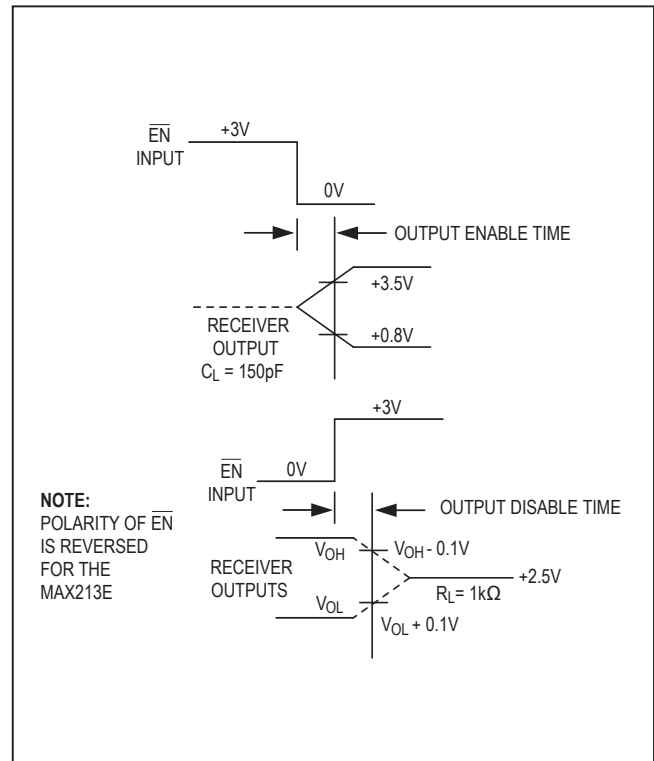 EN +3V
INPUT
0V
OUTPUT ENABLE TIME
+3.5V
RECEIVER
OUTPUT
CL = 150pF
+0.8V
+3V
EN 0V
INPUT
OUTPUT DISABLE TIME
NOTE:
POLARITY OF EN
IS REVERSED
FOR THE
MAX213E
RECEIVER
OUTPUTS
VOH VOH - 0.1V
+2.5V
RL = 1kΩ
VOL
VOL + 0.1V